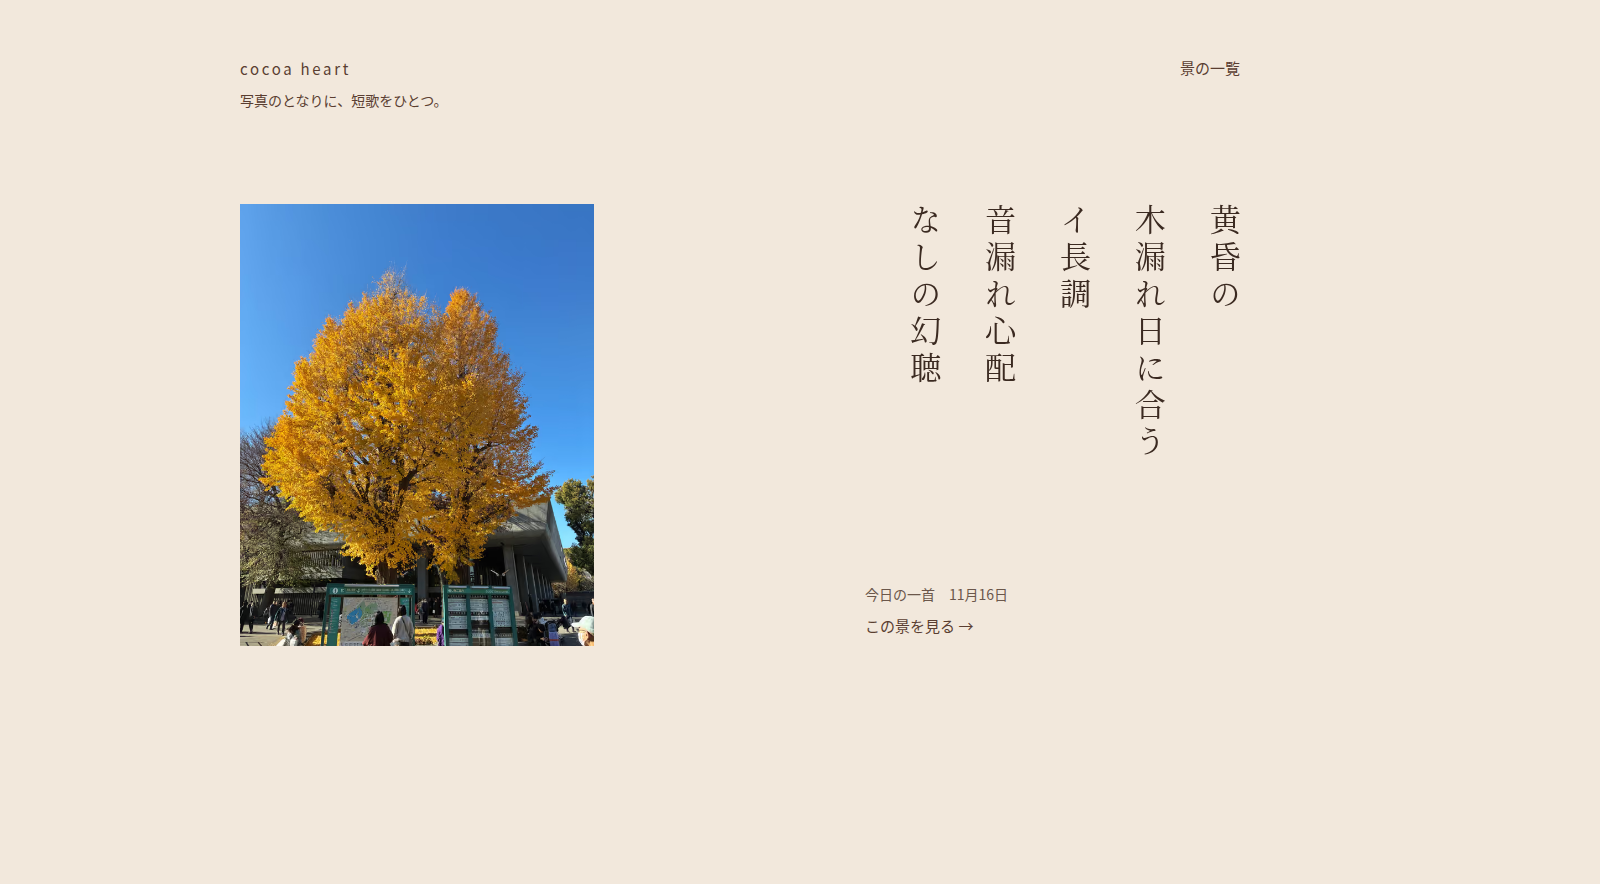 cocoa heart
写真のとなりに、短歌をひとつ。
景の一覧
黄昏の
木漏れ日に合う
イ長調
音漏れ心配
なしの幻聴
今日の一首 11月16日
この景を見る →